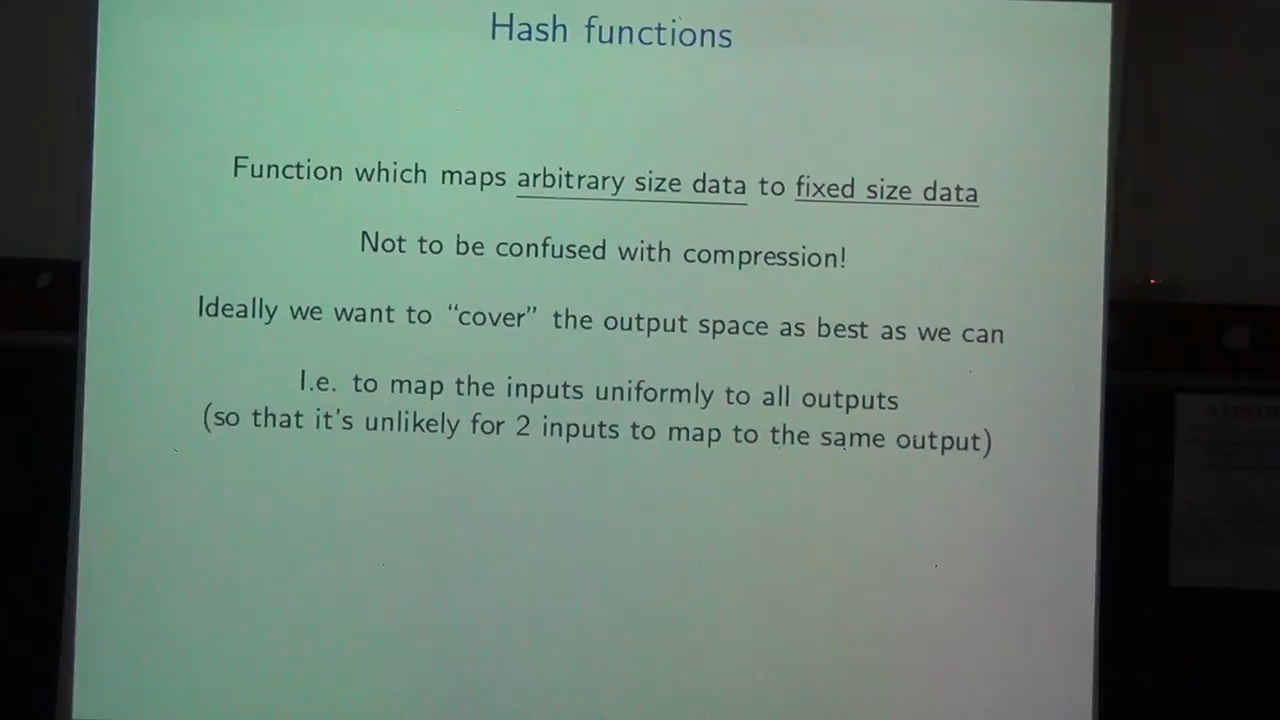 Hash functions
Function which maps arbitrary size data to fixed size data
Not to be confused with compression!
Ideally we want to “cover” the output space as best as we can
I.e. to map the inputs uniformly to all outputs
(so that it's unlikely for 2 inputs to map to the same output)